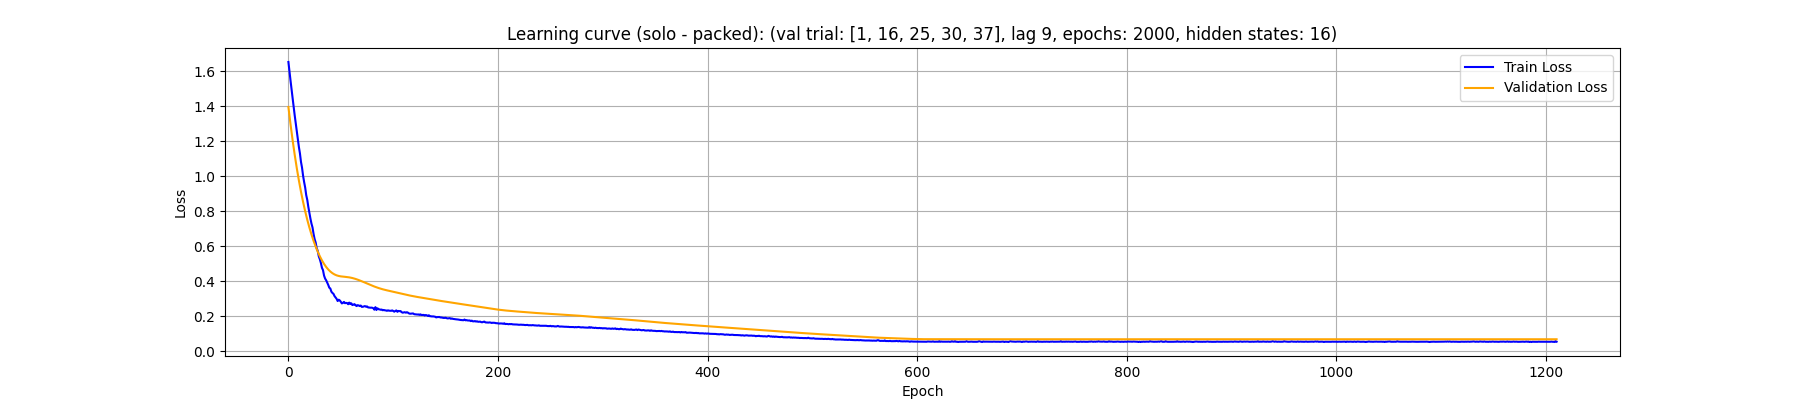 Learning curve (solo - packed): (val trial: [1, 16, 25, 30, 37], lag 9, epochs: 2000, hidden states: 16)
Train Loss
Validation Loss
Loss
1.6
1.4
1.2
1.0
0.8
0.6
0.4
0.2
0.0
0 200 400 600 800 1000 1200
Epoch